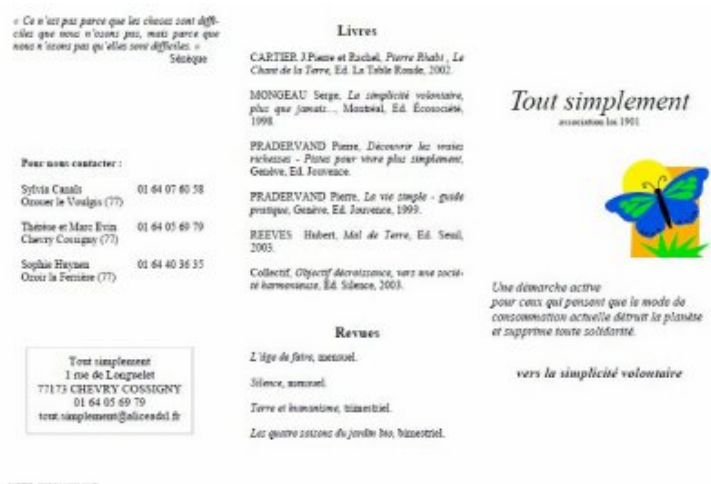 « Ce n'est pas parce que les choses sont diffi-
ciles que nous n'osons pas, mais parce que
nous n'osons pas qu'elles sont difficiles. »
Sénèque
Pour nous contacter :
Sylvia Canals 01 64 07 60 58
Ozouer le Voulgis (77)
Thérèse et Marc Evin 01 64 05 69 79
Chevry Cossigny (77)
Sophie Huynen 01 64 40 36 35
Ozoir la Ferrière (77)
Tout simplement
1 rue de Longuelet
77173 CHEVRY COSSIGNY
01 64 05 69 79
tout.simplement@aliceadsl.fr
Livres
CARTIER J.Pierre et Rachel, Pierre Rhabi , Le
Chant de la Terre, Ed. La Table Ronde, 2002.
MONGEAU Serge, La simplicité volontaire,
plus que jamais..., Montréal, Ed. Écosociété,
1998.
PRADERVAND Pierre, Découvrir les vraies
richesses - Pistes pour vivre plus simplement,
Genève, Ed. Jouvence.
PRADERVAND Pierre, La vie simple - guide
pratique, Genève, Ed. Jouvence, 1999.
REEVES Hubert, Mal de Terre, Ed. Seuil,
2003.
Collectif, Objectif décroissance, vers une socié-
té harmonieuse, Éd. Silence, 2003.
Revues
L'âge de faire, mensuel.
Silence, mensuel.
Terre et humanisme, trimestriel.
Les quatre saisons du jardin bio, bimestriel.
Tout simplement
association loi 1901
Une démarche active
pour ceux qui pensent que le mode de
consommation actuelle détruit la planète
et supprime toute solidarité.
vers la simplicité volontaire